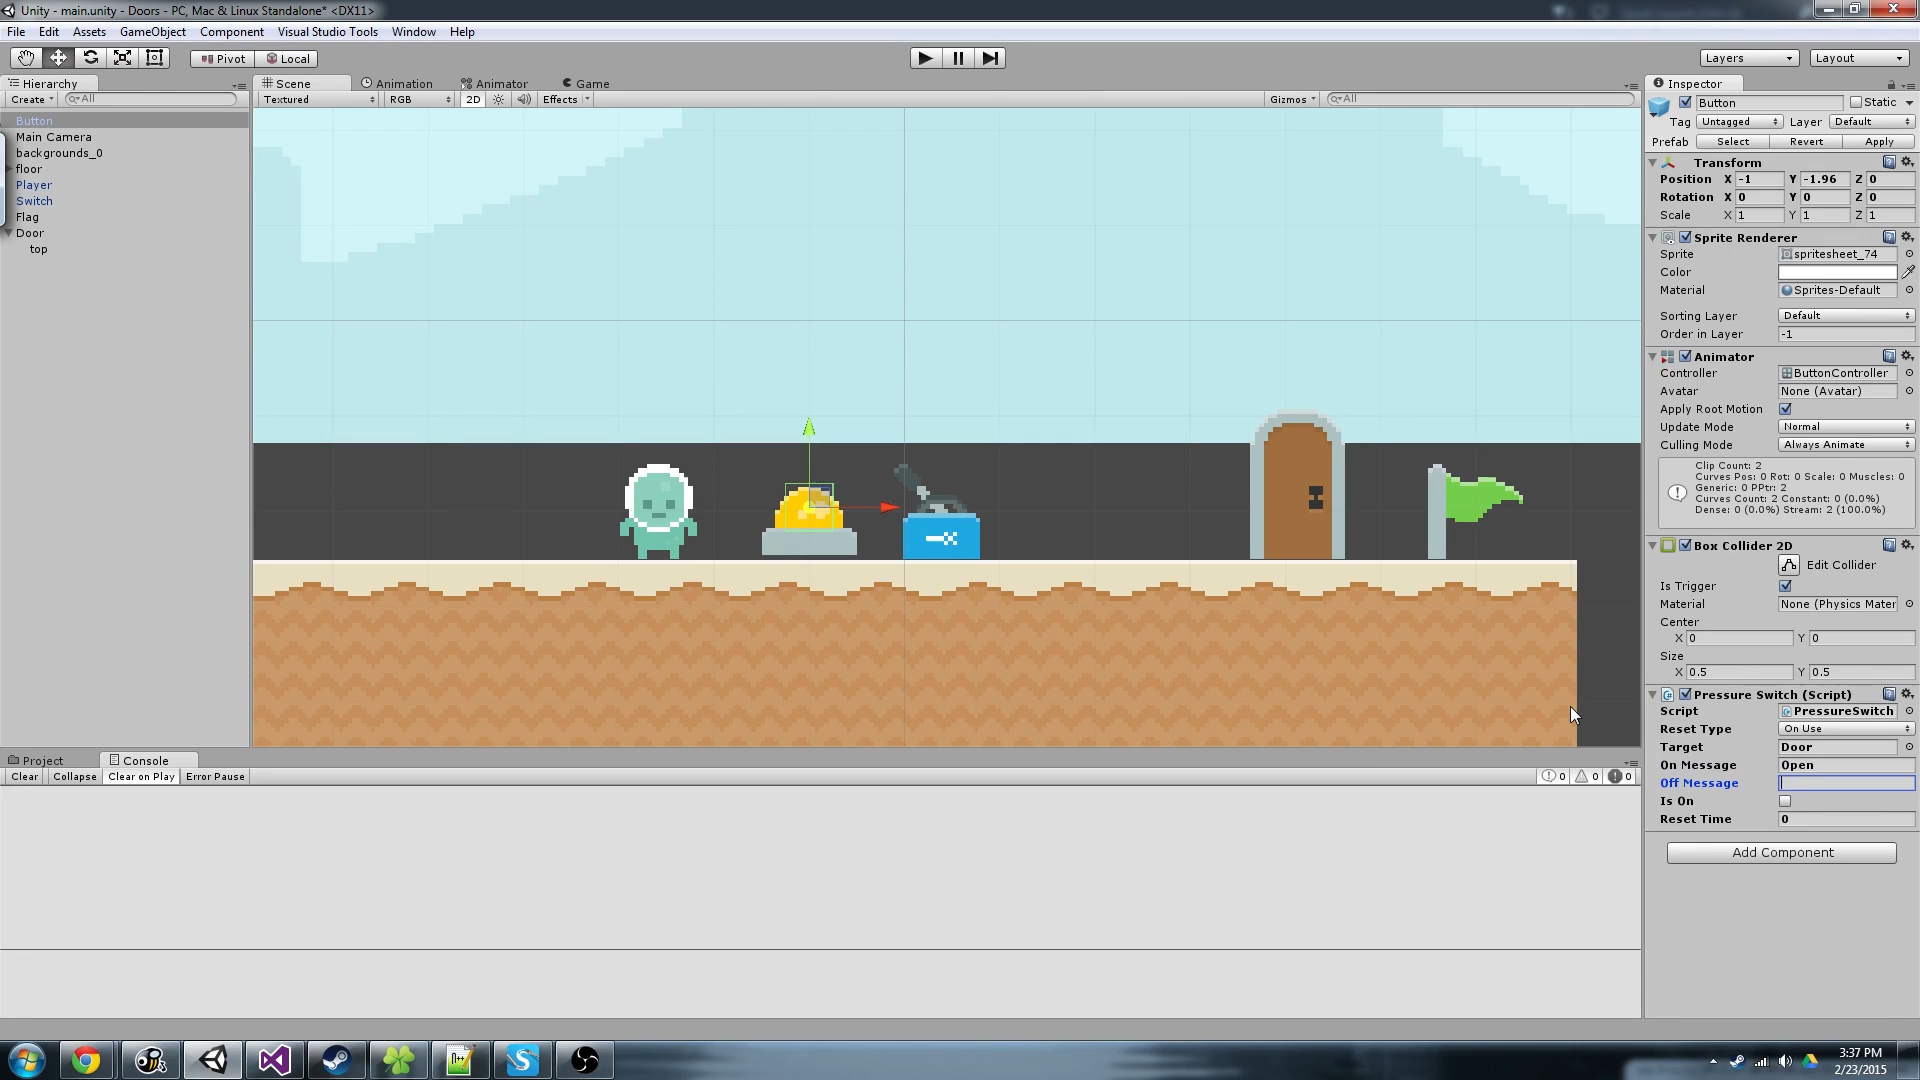 Unity - main.unity - Doors - PC, Mac & Linux Standalone* <DX11>
File Edit Assets GameObject Component Visual Studio Tools Window Help
Pivot Local Layers Layout
Hierarchy
Create All
Button
Main Camera
backgrounds_0
floor
Player
Switch
Flag
Door
top
Scene Animation Animator Game
Textured RGB 2D Effects Gizmos All
Inspector
Button Static
Tag Untagged Layer Default
Prefab Select Revert Apply
Transform
Position X -1 Y -1.96 Z 0
Rotation X 0 Y 0 Z 0
Scale X 1 Y 1 Z 1
Sprite Renderer
Sprite spritesheet_74
Color
Material Sprites-Default
Sorting Layer Default
Order in Layer -1
Animator
Controller ButtonController
Avatar None (Avatar)
Apply Root Motion
Update Mode Normal
Culling Mode Always Animate
Clip Count: 2
Curves Pos: 0 Rot: 0 Scale: 0 Muscles: 0
Generic: 0 PPtr: 2
Curves Count: 2 Constant: 0 (0.0%)
Dense: 0 (0.0%) Stream: 2 (100.0%)
Box Collider 2D
Edit Collider
Is Trigger
Material None (Physics Mater
Center
X 0 Y 0
Size
X 0.5 Y 0.5
Pressure Switch (Script)
Script PressureSwitch
Reset Type On Use
Target Door
On Message Open
Off Message
Is On
Reset Time 0
Add Component
Project Console
Clear Collapse Clear on Play Error Pause 0 0 0
3:37 PM
2/23/2015